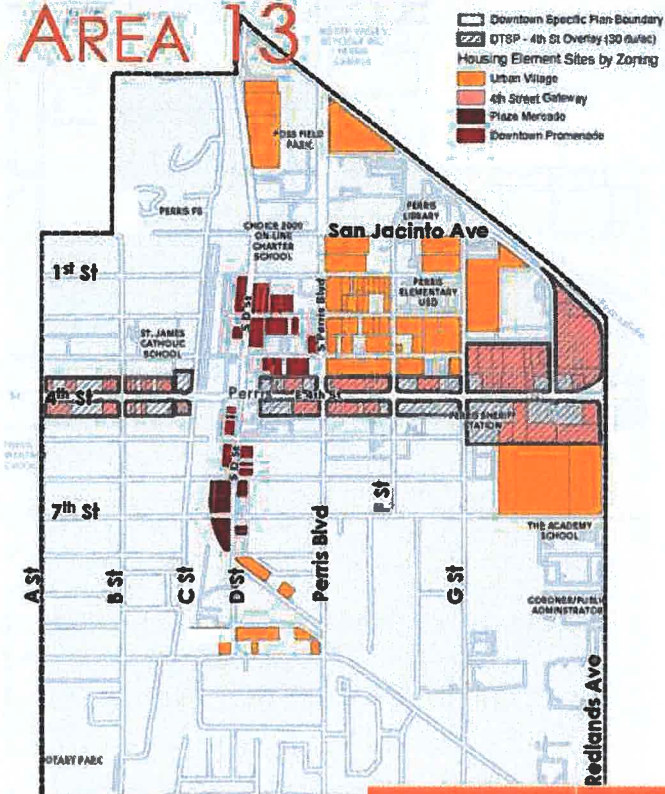 AREA 13
Downtown Specific Plan Boundary
DTSP - 4th St Overlay (30 du/ac)
Housing Element Sites by Zoning
Urban Village
4th Street Gateway
Plaza Mercado
Downtown Promenade
FOSS FIELD
PARK
PERRIS FS
PERRIS
LIBRARY
CHOICE 2000
ON-LINE
CHARTER
SCHOOL
San Jacinto Ave
1st St
PERRIS
ELEMENTARY
USD
S D St
S Perris Blvd
ST. JAMES
CATHOLIC
SCHOOL
4th St
Perris
E 4th St
PERRIS SHERIFF
STATION
S D St
7th St
F St
THE ACADEMY
SCHOOL
A St
B St
C St
D St
Perris Blvd
G St
CORONER/PUBLIC
ADMINISTRATOR
Redlands Ave
ROTARY PARK